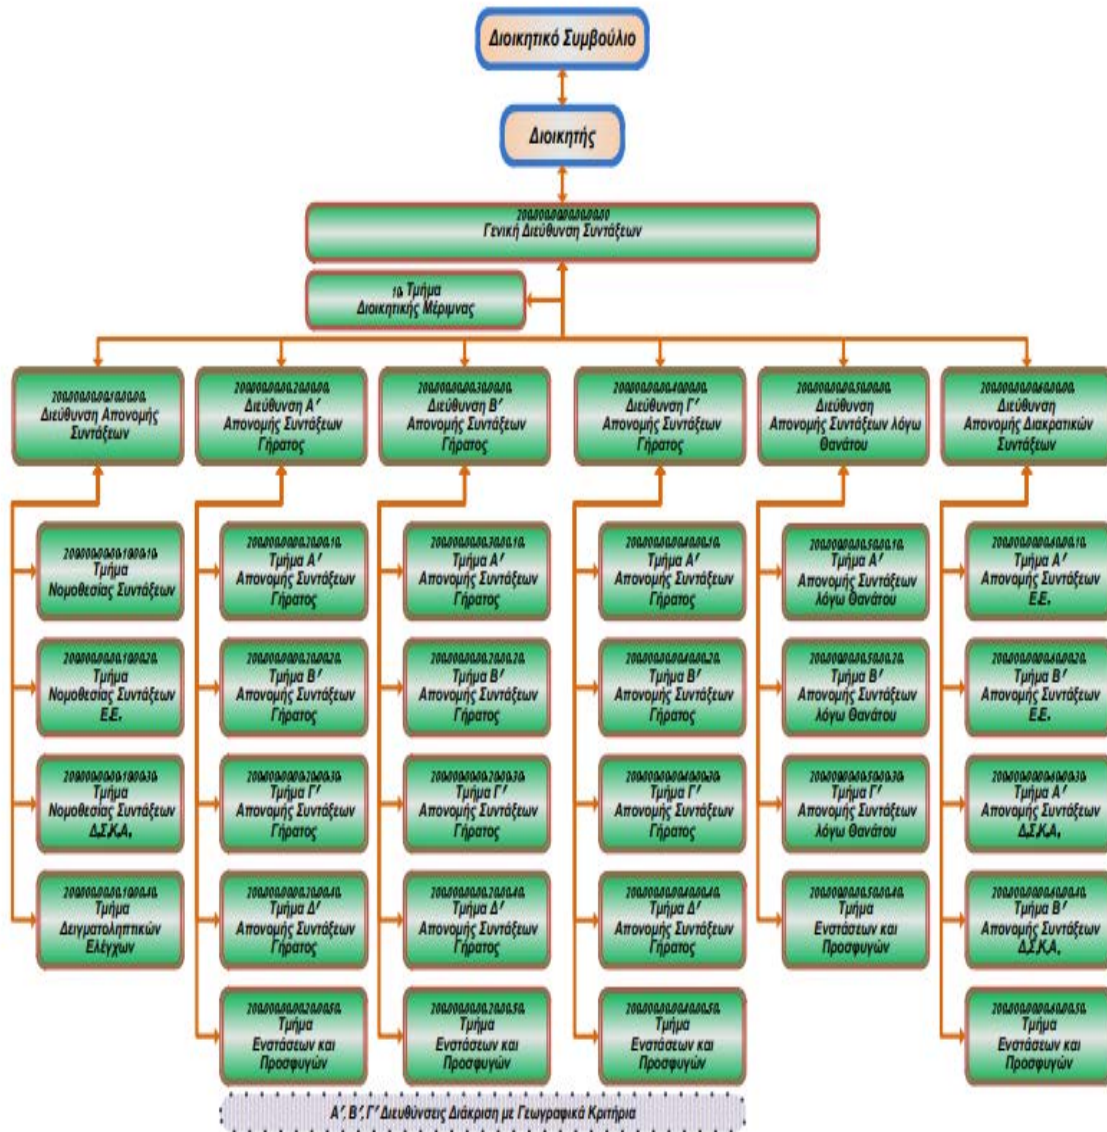 Διοικητικό Συμβούλιο
Διοικητής
Γενική Διεύθυνση Συντάξεων
10. Τμήμα
Διοικητικής Μέριμνας
Διεύθυνση Απονομής
Συντάξεων
Τμήμα
Νομοθεσίας Συντάξεων
Τμήμα
Νομοθεσίας Συντάξεων
Ε.Ε.
Τμήμα
Νομοθεσίας Συντάξεων
Δ.Σ.Κ.Α.
Τμήμα
Δειγματοληπτικών
Ελέγχων
Διεύθυνση Α'
Απονομής Συντάξεων
Γήρατος
Τμήμα Α'
Απονομής Συντάξεων
Γήρατος
Τμήμα Β'
Απονομής Συντάξεων
Γήρατος
Τμήμα Γ'
Απονομής Συντάξεων
Γήρατος
Τμήμα Δ'
Απονομής Συντάξεων
Γήρατος
Τμήμα
Ενστάσεων και
Προσφυγών
Διεύθυνση Β'
Απονομής Συντάξεων
Γήρατος
Τμήμα Α'
Απονομής Συντάξεων
Γήρατος
Τμήμα Β'
Απονομής Συντάξεων
Γήρατος
Τμήμα Γ'
Απονομής Συντάξεων
Γήρατος
Τμήμα Δ'
Απονομής Συντάξεων
Γήρατος
Τμήμα
Ενστάσεων και
Προσφυγών
Διεύθυνση Γ'
Απονομής Συντάξεων
Γήρατος
Τμήμα Α'
Απονομής Συντάξεων
Γήρατος
Τμήμα Β'
Απονομής Συντάξεων
Γήρατος
Τμήμα Γ'
Απονομής Συντάξεων
Γήρατος
Τμήμα Δ'
Απονομής Συντάξεων
Γήρατος
Τμήμα
Ενστάσεων και
Προσφυγών
Διεύθυνση
Απονομής Συντάξεων λόγω
Θανάτου
Τμήμα Α'
Απονομής Συντάξεων
λόγω Θανάτου
Τμήμα Β'
Απονομής Συντάξεων
λόγω Θανάτου
Τμήμα Γ'
Απονομής Συντάξεων
λόγω Θανάτου
Τμήμα
Ενστάσεων και
Προσφυγών
Διεύθυνση
Απονομής Διακρατικών
Συντάξεων
Τμήμα Α'
Απονομής Συντάξεων
Ε.Ε.
Τμήμα Β'
Απονομής Συντάξεων
Ε.Ε.
Τμήμα Α'
Απονομής Συντάξεων
Δ.Σ.Κ.Α.
Τμήμα Β'
Απονομής Συντάξεων
Δ.Σ.Κ.Α.
Τμήμα
Ενστάσεων και
Προσφυγών
Α', Β', Γ' Διευθύνσεις Διάκριση με Γεωγραφικά Κριτήρια